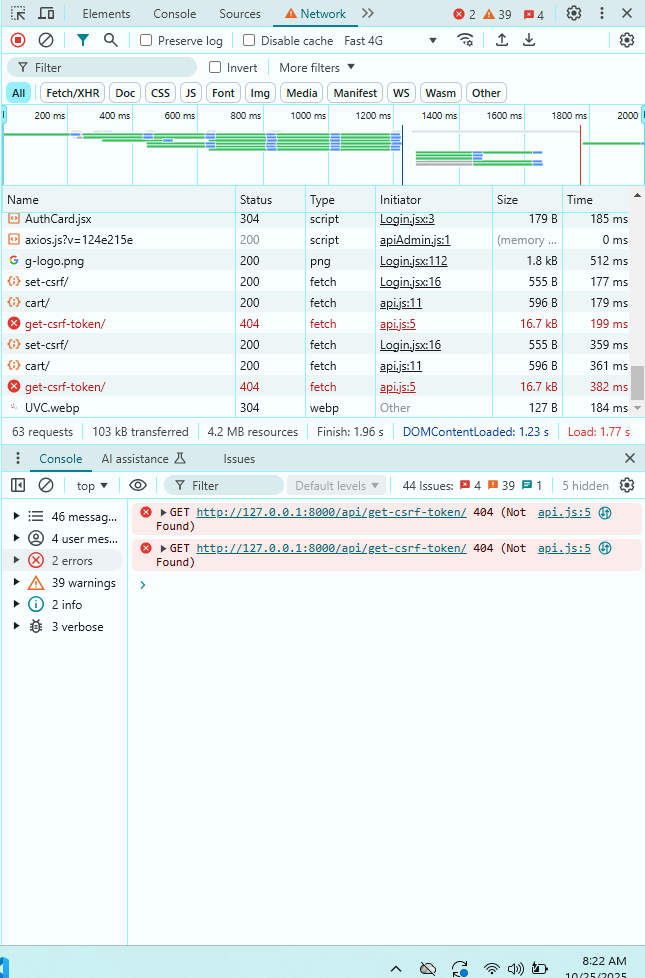 Elements Console Sources Network 2 39 4
Preserve log Disable cache Fast 4G
Filter Invert More filters
All Fetch/XHR Doc CSS JS Font Img Media Manifest WS Wasm Other
200 ms 400 ms 600 ms 800 ms 1000 ms 1200 ms 1400 ms 1600 ms 1800 ms 2000
Name Status Type Initiator Size Time
AuthCard.jsx 304 script Login.jsx:3 179 B 185 ms
axios.js?v=124e215e 200 script apiAdmin.js:1 (memory ... 0 ms
g-logo.png 200 png Login.jsx:112 1.8 kB 512 ms
set-csrf/ 200 fetch Login.jsx:16 555 B 177 ms
cart/ 200 fetch api.js:11 596 B 179 ms
get-csrf-token/ 404 fetch api.js:5 16.7 kB 199 ms
set-csrf/ 200 fetch Login.jsx:16 555 B 359 ms
cart/ 200 fetch api.js:11 596 B 361 ms
get-csrf-token/ 404 fetch api.js:5 16.7 kB 382 ms
UVC.webp 304 webp Other 127 B 184 ms
63 requests 103 kB transferred 4.2 MB resources Finish: 1.96 s DOMContentLoaded: 1.23 s Load: 1.77 s
Console AI assistance Issues
top Filter Default levels 44 Issues: 4 39 1 5 hidden
46 messag...
4 user mes...
2 errors
39 warnings
2 info
3 verbose
GET http://127.0.0.1:8000/api/get-csrf-token/ 404 (Not api.js:5
Found)
GET http://127.0.0.1:8000/api/get-csrf-token/ 404 (Not api.js:5
Found)
8:22 AM
10/25/2025